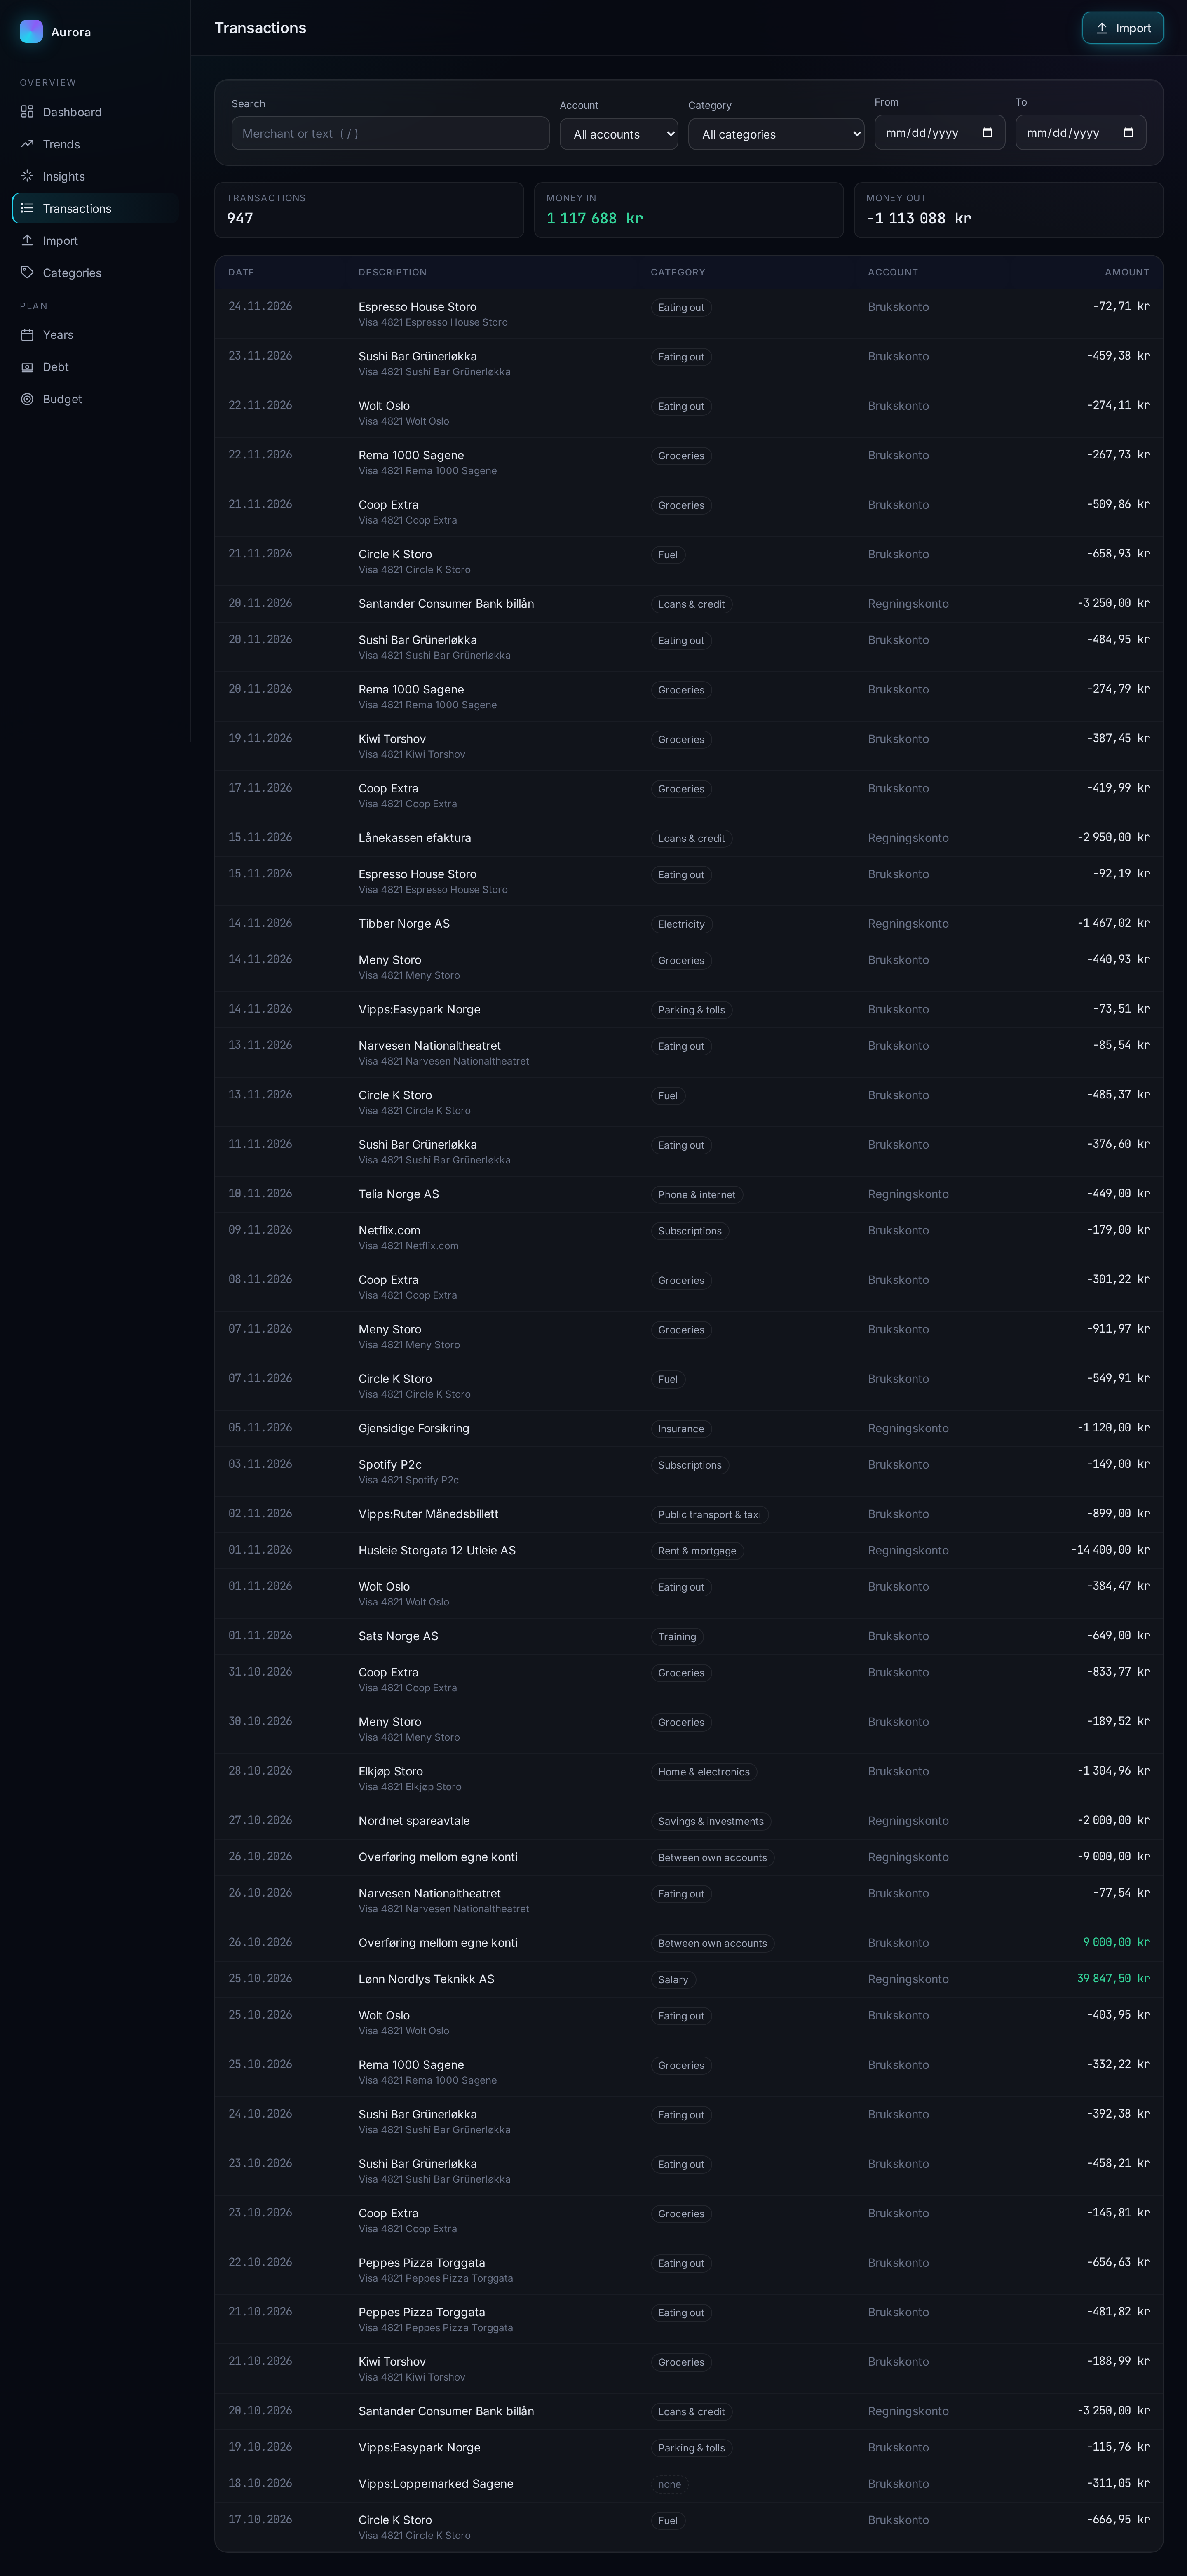 Aurora
OVERVIEW
Dashboard
Trends
Insights
Transactions
Import
Categories
PLAN
Years
Debt
Budget
Transactions
Import
Search
Merchant or text ( / )
Account
All accounts
Category
All categories
From
mm/dd/yyyy
To
mm/dd/yyyy
TRANSACTIONS
947
MONEY IN
1 117 688 kr
MONEY OUT
-1 113 088 kr
DATE DESCRIPTION CATEGORY ACCOUNT AMOUNT
24.11.2026 Espresso House Storo Eating out Brukskonto -72,71 kr
Visa 4821 Espresso House Storo
23.11.2026 Sushi Bar Grünerløkka Eating out Brukskonto -459,38 kr
Visa 4821 Sushi Bar Grünerløkka
22.11.2026 Wolt Oslo Eating out Brukskonto -274,11 kr
Visa 4821 Wolt Oslo
22.11.2026 Rema 1000 Sagene Groceries Brukskonto -267,73 kr
Visa 4821 Rema 1000 Sagene
21.11.2026 Coop Extra Groceries Brukskonto -509,86 kr
Visa 4821 Coop Extra
21.11.2026 Circle K Storo Fuel Brukskonto -658,93 kr
Visa 4821 Circle K Storo
20.11.2026 Santander Consumer Bank billån Loans & credit Regningskonto -3 250,00 kr
20.11.2026 Sushi Bar Grünerløkka Eating out Brukskonto -484,95 kr
Visa 4821 Sushi Bar Grünerløkka
20.11.2026 Rema 1000 Sagene Groceries Brukskonto -274,79 kr
Visa 4821 Rema 1000 Sagene
19.11.2026 Kiwi Torshov Groceries Brukskonto -387,45 kr
Visa 4821 Kiwi Torshov
17.11.2026 Coop Extra Groceries Brukskonto -419,99 kr
Visa 4821 Coop Extra
15.11.2026 Lånekassen efaktura Loans & credit Regningskonto -2 950,00 kr
15.11.2026 Espresso House Storo Eating out Brukskonto -92,19 kr
Visa 4821 Espresso House Storo
14.11.2026 Tibber Norge AS Electricity Regningskonto -1 467,02 kr
14.11.2026 Meny Storo Groceries Brukskonto -440,93 kr
Visa 4821 Meny Storo
14.11.2026 Vipps:Easypark Norge Parking & tolls Brukskonto -73,51 kr
13.11.2026 Narvesen Nationaltheatret Eating out Brukskonto -85,54 kr
Visa 4821 Narvesen Nationaltheatret
13.11.2026 Circle K Storo Fuel Brukskonto -485,37 kr
Visa 4821 Circle K Storo
11.11.2026 Sushi Bar Grünerløkka Eating out Brukskonto -376,60 kr
Visa 4821 Sushi Bar Grünerløkka
10.11.2026 Telia Norge AS Phone & internet Regningskonto -449,00 kr
09.11.2026 Netflix.com Subscriptions Brukskonto -179,00 kr
Visa 4821 Netflix.com
08.11.2026 Coop Extra Groceries Brukskonto -301,22 kr
Visa 4821 Coop Extra
07.11.2026 Meny Storo Groceries Brukskonto -911,97 kr
Visa 4821 Meny Storo
07.11.2026 Circle K Storo Fuel Brukskonto -549,91 kr
Visa 4821 Circle K Storo
05.11.2026 Gjensidige Forsikring Insurance Regningskonto -1 120,00 kr
03.11.2026 Spotify P2c Subscriptions Brukskonto -149,00 kr
Visa 4821 Spotify P2c
02.11.2026 Vipps:Ruter Månedsbillett Public transport & taxi Brukskonto -899,00 kr
01.11.2026 Husleie Storgata 12 Utleie AS Rent & mortgage Regningskonto -14 400,00 kr
01.11.2026 Wolt Oslo Eating out Brukskonto -384,47 kr
Visa 4821 Wolt Oslo
01.11.2026 Sats Norge AS Training Brukskonto -649,00 kr
31.10.2026 Coop Extra Groceries Brukskonto -833,77 kr
Visa 4821 Coop Extra
30.10.2026 Meny Storo Groceries Brukskonto -189,52 kr
Visa 4821 Meny Storo
28.10.2026 Elkjøp Storo Home & electronics Brukskonto -1 304,96 kr
Visa 4821 Elkjøp Storo
27.10.2026 Nordnet spareavtale Savings & investments Regningskonto -2 000,00 kr
26.10.2026 Overføring mellom egne konti Between own accounts Regningskonto -9 000,00 kr
26.10.2026 Narvesen Nationaltheatret Eating out Brukskonto -77,54 kr
Visa 4821 Narvesen Nationaltheatret
26.10.2026 Overføring mellom egne konti Between own accounts Brukskonto 9 000,00 kr
25.10.2026 Lønn Nordlys Teknikk AS Salary Regningskonto 39 847,50 kr
25.10.2026 Wolt Oslo Eating out Brukskonto -403,95 kr
Visa 4821 Wolt Oslo
25.10.2026 Rema 1000 Sagene Groceries Brukskonto -332,22 kr
Visa 4821 Rema 1000 Sagene
24.10.2026 Sushi Bar Grünerløkka Eating out Brukskonto -392,38 kr
Visa 4821 Sushi Bar Grünerløkka
23.10.2026 Sushi Bar Grünerløkka Eating out Brukskonto -458,21 kr
Visa 4821 Sushi Bar Grünerløkka
23.10.2026 Coop Extra Groceries Brukskonto -145,81 kr
Visa 4821 Coop Extra
22.10.2026 Peppes Pizza Torggata Eating out Brukskonto -656,63 kr
Visa 4821 Peppes Pizza Torggata
21.10.2026 Peppes Pizza Torggata Eating out Brukskonto -481,82 kr
Visa 4821 Peppes Pizza Torggata
21.10.2026 Kiwi Torshov Groceries Brukskonto -188,99 kr
Visa 4821 Kiwi Torshov
20.10.2026 Santander Consumer Bank billån Loans & credit Regningskonto -3 250,00 kr
19.10.2026 Vipps:Easypark Norge Parking & tolls Brukskonto -115,76 kr
18.10.2026 Vipps:Loppemarked Sagene none Brukskonto -311,05 kr
17.10.2026 Circle K Storo Fuel Brukskonto -666,95 kr
Visa 4821 Circle K Storo